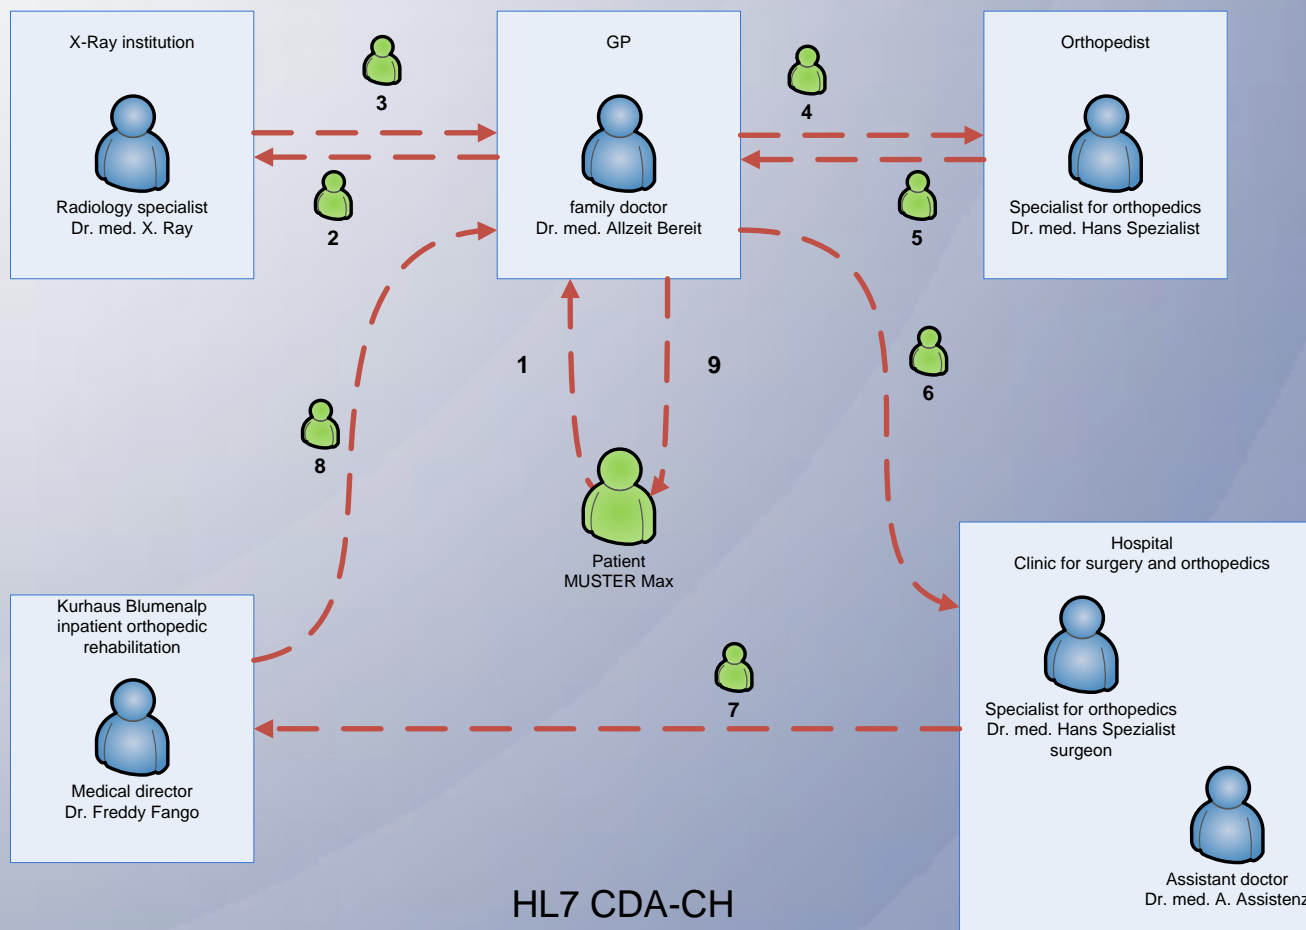 X-Ray institution
Radiology specialist
Dr. med. X. Ray
3
2
GP
family doctor
Dr. med. Allzeit Bereit
4
5
Orthopedist
Specialist for orthopedics
Dr. med. Hans Spezialist
1
9
6
8
Patient
MUSTER Max
Hospital
Clinic for surgery and orthopedics
Specialist for orthopedics
Dr. med. Hans Spezialist
surgeon
Assistant doctor
Dr. med. A. Assistenz
Kurhaus Blumenalp
inpatient orthopedic
rehabilitation
Medical director
Dr. Freddy Fango
7
HL7 CDA-CH